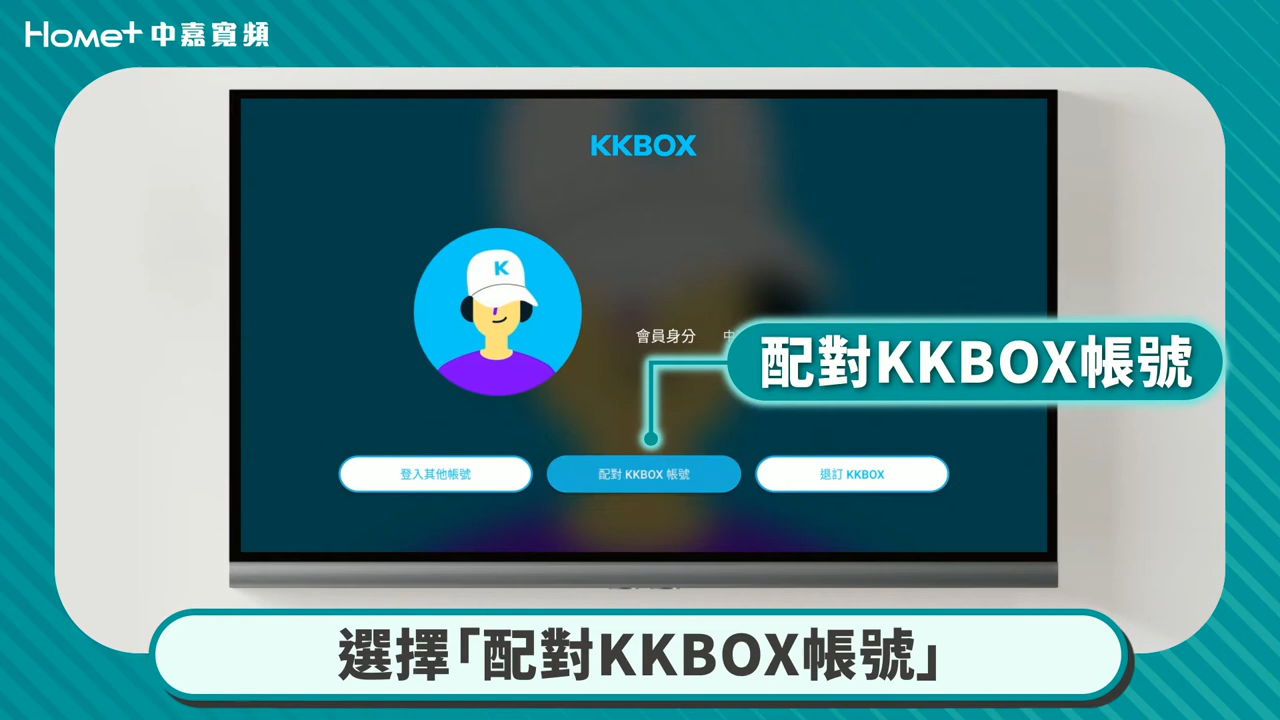 Home+ 中嘉寬頻
KKBOX
K
會員身分
配對KKBOX帳號
登入其他帳號
配對 KKBOX 帳號
退訂 KKBOX
選擇「配對KKBOX帳號」